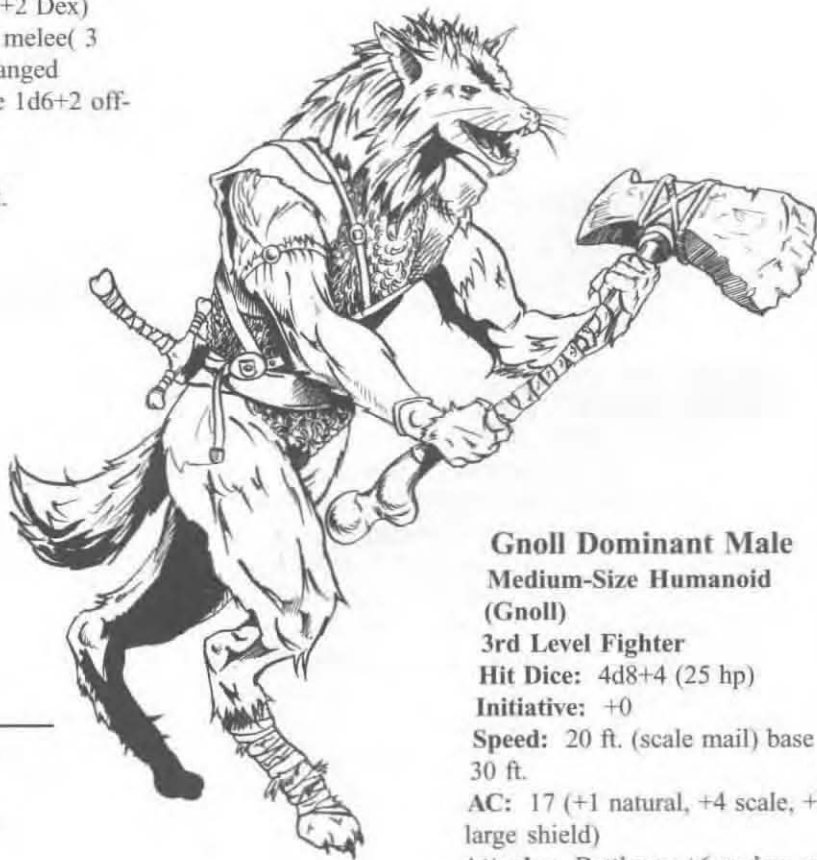 +2 Dex)
melee( 3
anged
e 1d6+2 off-
Gnoll Dominant Male
Medium-Size Humanoid
(Gnoll)
3rd Level Fighter
Hit Dice: 4d8+4 (25 hp)
Initiative: +0
Speed: 20 ft. (scale mail) base
30 ft.
AC: 17 (+1 natural, +4 scale, +
large shield)